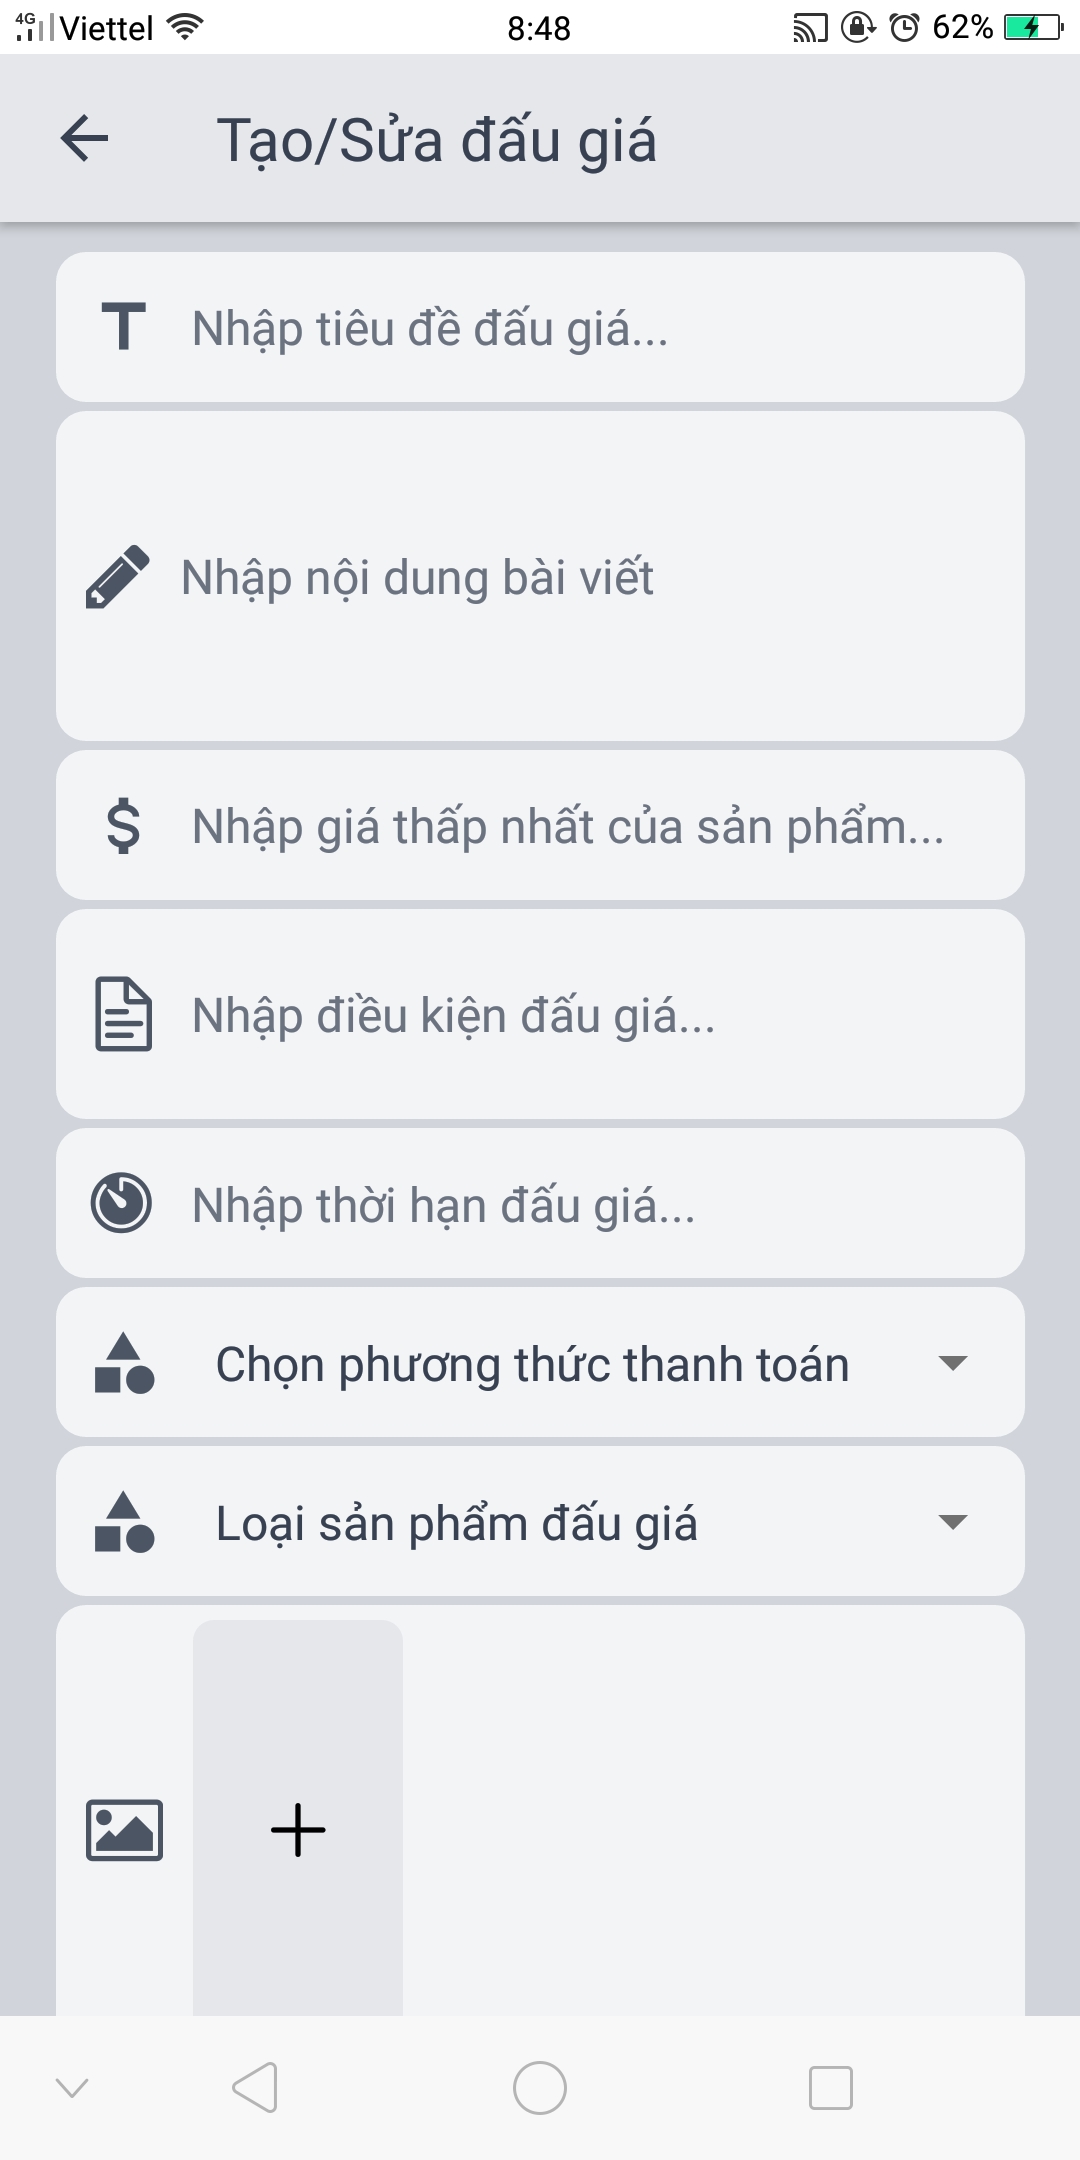 4G Viettel 8:48 62%
Tạo/Sửa đấu giá
Nhập tiêu đề đấu giá...
Nhập nội dung bài viết
Nhập giá thấp nhất của sản phẩm...
Nhập điều kiện đấu giá...
Nhập thời hạn đấu giá...
Chọn phương thức thanh toán
Loại sản phẩm đấu giá